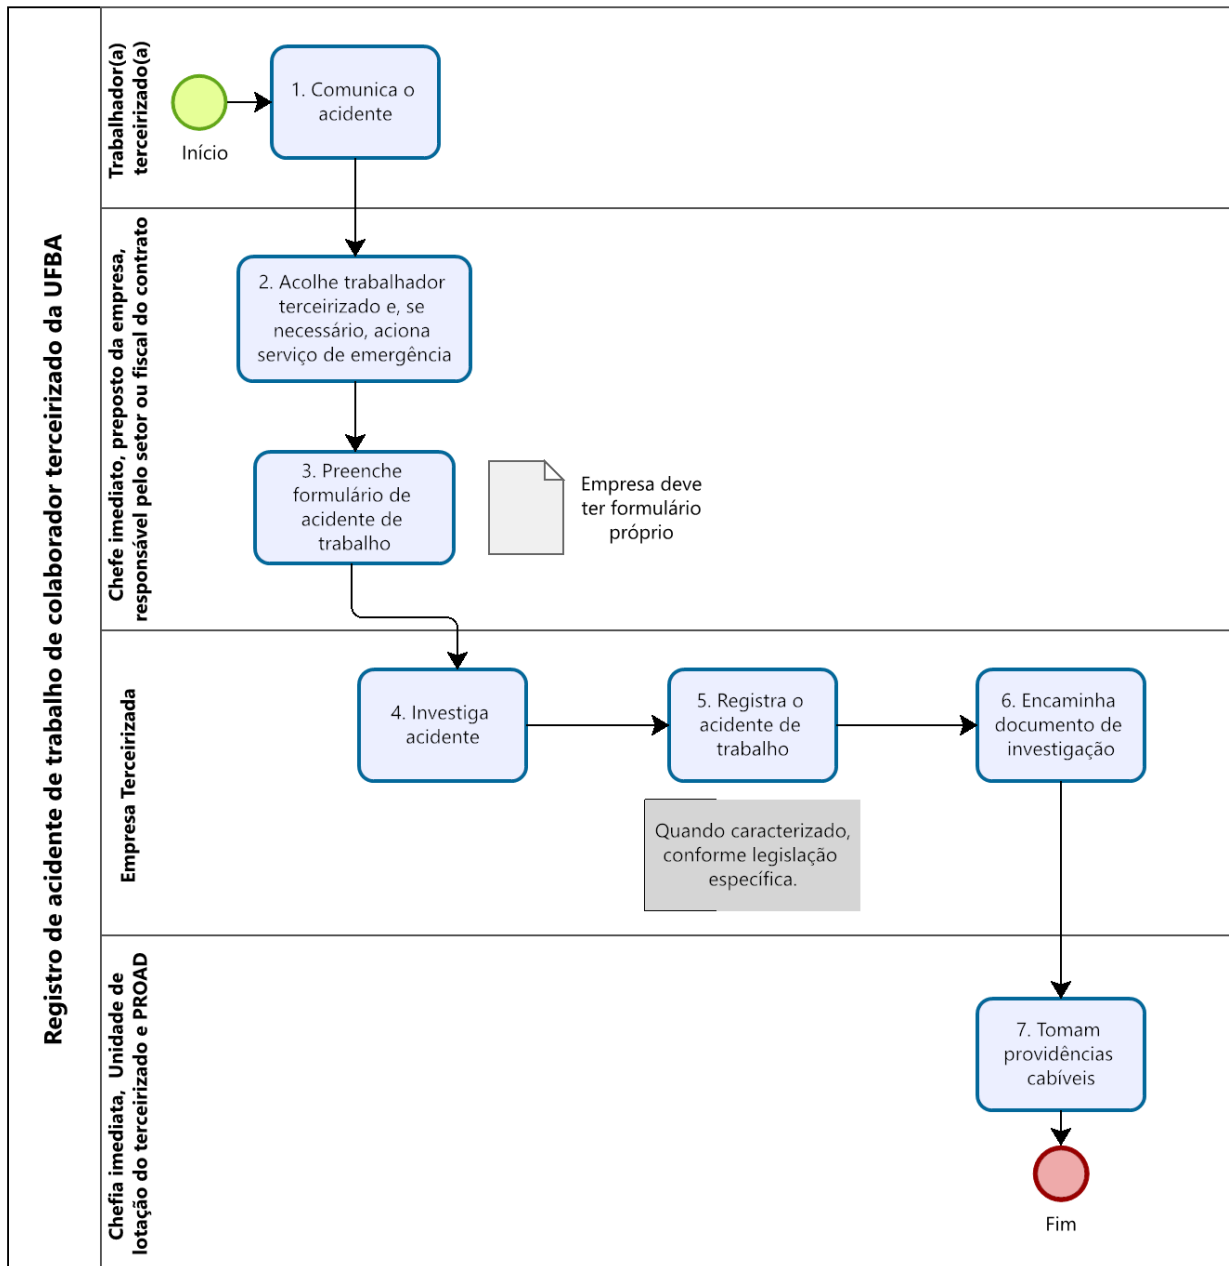 Registro de acidente de trabalho de colaborador terceirizado da UFBA
Trabalhador(a)
terceirizado(a)
Início
1. Comunica o
acidente
Chefe imediato, preposto da empresa,
responsável pelo setor ou fiscal do contrato
2. Acolhe trabalhador
terceirizado e, se
necessário, aciona
serviço de emergência
3. Preenche
formulário de
acidente de
trabalho
Empresa deve
ter formulário
próprio
Empresa Terceirizada
4. Investiga
acidente
5. Registra o
acidente de
trabalho
Quando caracterizado,
conforme legislação
específica.
6. Encaminha
documento de
investigação
Chefia imediata, Unidade de
lotação do terceirizado e PROAD
7. Tomam
providências
cabíveis
Fim